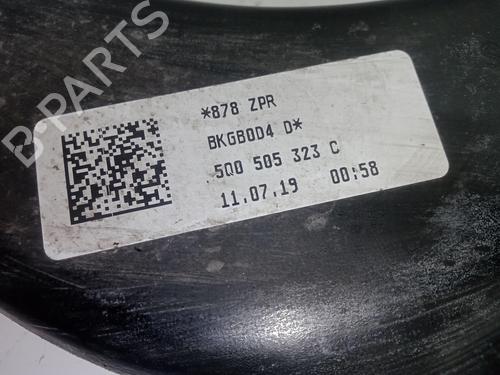 B-PARTS
*878 ZPR
BKGB0D4 D*
5Q0 505 323 C
11.07.19 00:58